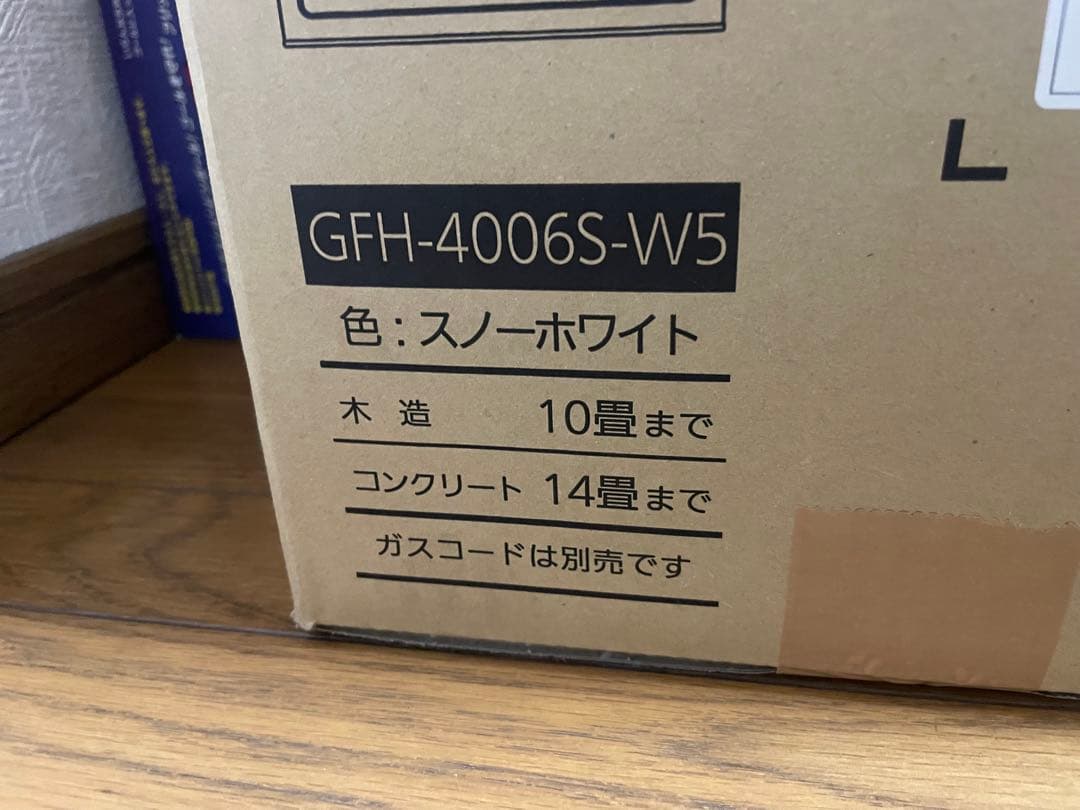 L
GFH-4006S-W5
色：スノーホワイト
木造 10畳まで
コンクリート 14畳まで
ガスコードは別売です